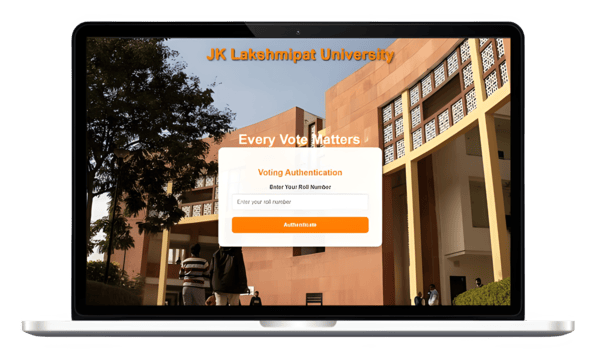 JK Lakshmipat University
Every Vote Matters
Voting Authentication
Enter Your Roll Number
Enter your roll number
Authenticate